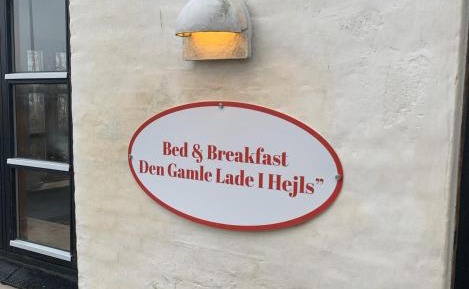 Bed & Breakfast
Den Gamle Lade I Hejls”